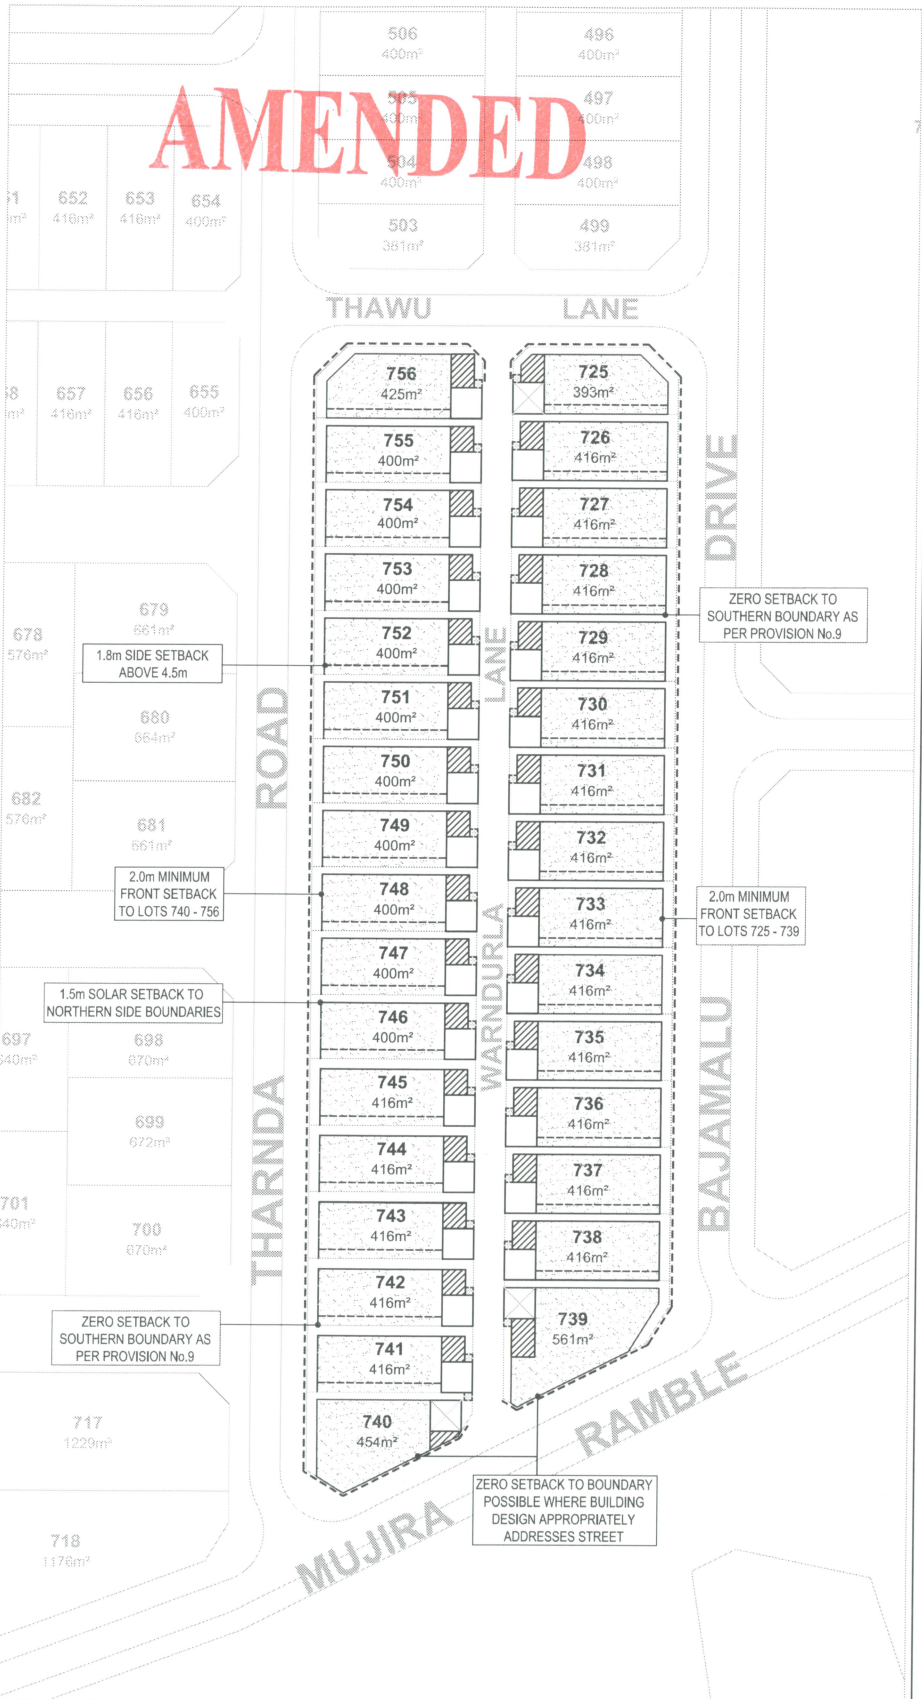 506
400m²
496
400m²
AMENDED
505
400m²
497
400m²
504
400m²
498
400m²
503
381m²
499
381m²
652
416m²
653
416m²
654
400m²
THAWU LANE
657
416m²
656
416m²
655
400m²
756
425m²
725
393m²
755
400m²
726
416m²
754
400m²
727
416m²
753
400m²
728
416m²
752
400m²
729
416m²
751
400m²
730
416m²
750
400m²
731
416m²
749
400m²
732
416m²
748
400m²
733
416m²
747
400m²
734
416m²
746
400m²
735
416m²
745
416m²
736
416m²
744
416m²
737
416m²
743
416m²
738
416m²
742
416m²
739
561m²
741
416m²
740
454m²
678
576m²
679
661m²
680
664m²
682
576m²
681
661m²
697
698
670m²
699
672m²
701
700
670m²
717
1229m²
718
1176m²
THARNDA ROAD
WARNDURLA LANE
BAJAMALU DRIVE
MUJIRA RAMBLE
ZERO SETBACK TO
SOUTHERN BOUNDARY AS
PER PROVISION No.9
1.8m SIDE SETBACK
ABOVE 4.5m
2.0m MINIMUM
FRONT SETBACK
TO LOTS 740 - 756
2.0m MINIMUM
FRONT SETBACK
TO LOTS 725 - 739
1.5m SOLAR SETBACK TO
NORTHERN SIDE BOUNDARIES
ZERO SETBACK TO
SOUTHERN BOUNDARY AS
PER PROVISION No.9
ZERO SETBACK TO BOUNDARY
POSSIBLE WHERE BUILDING
DESIGN APPROPRIATELY
ADDRESSES STREET